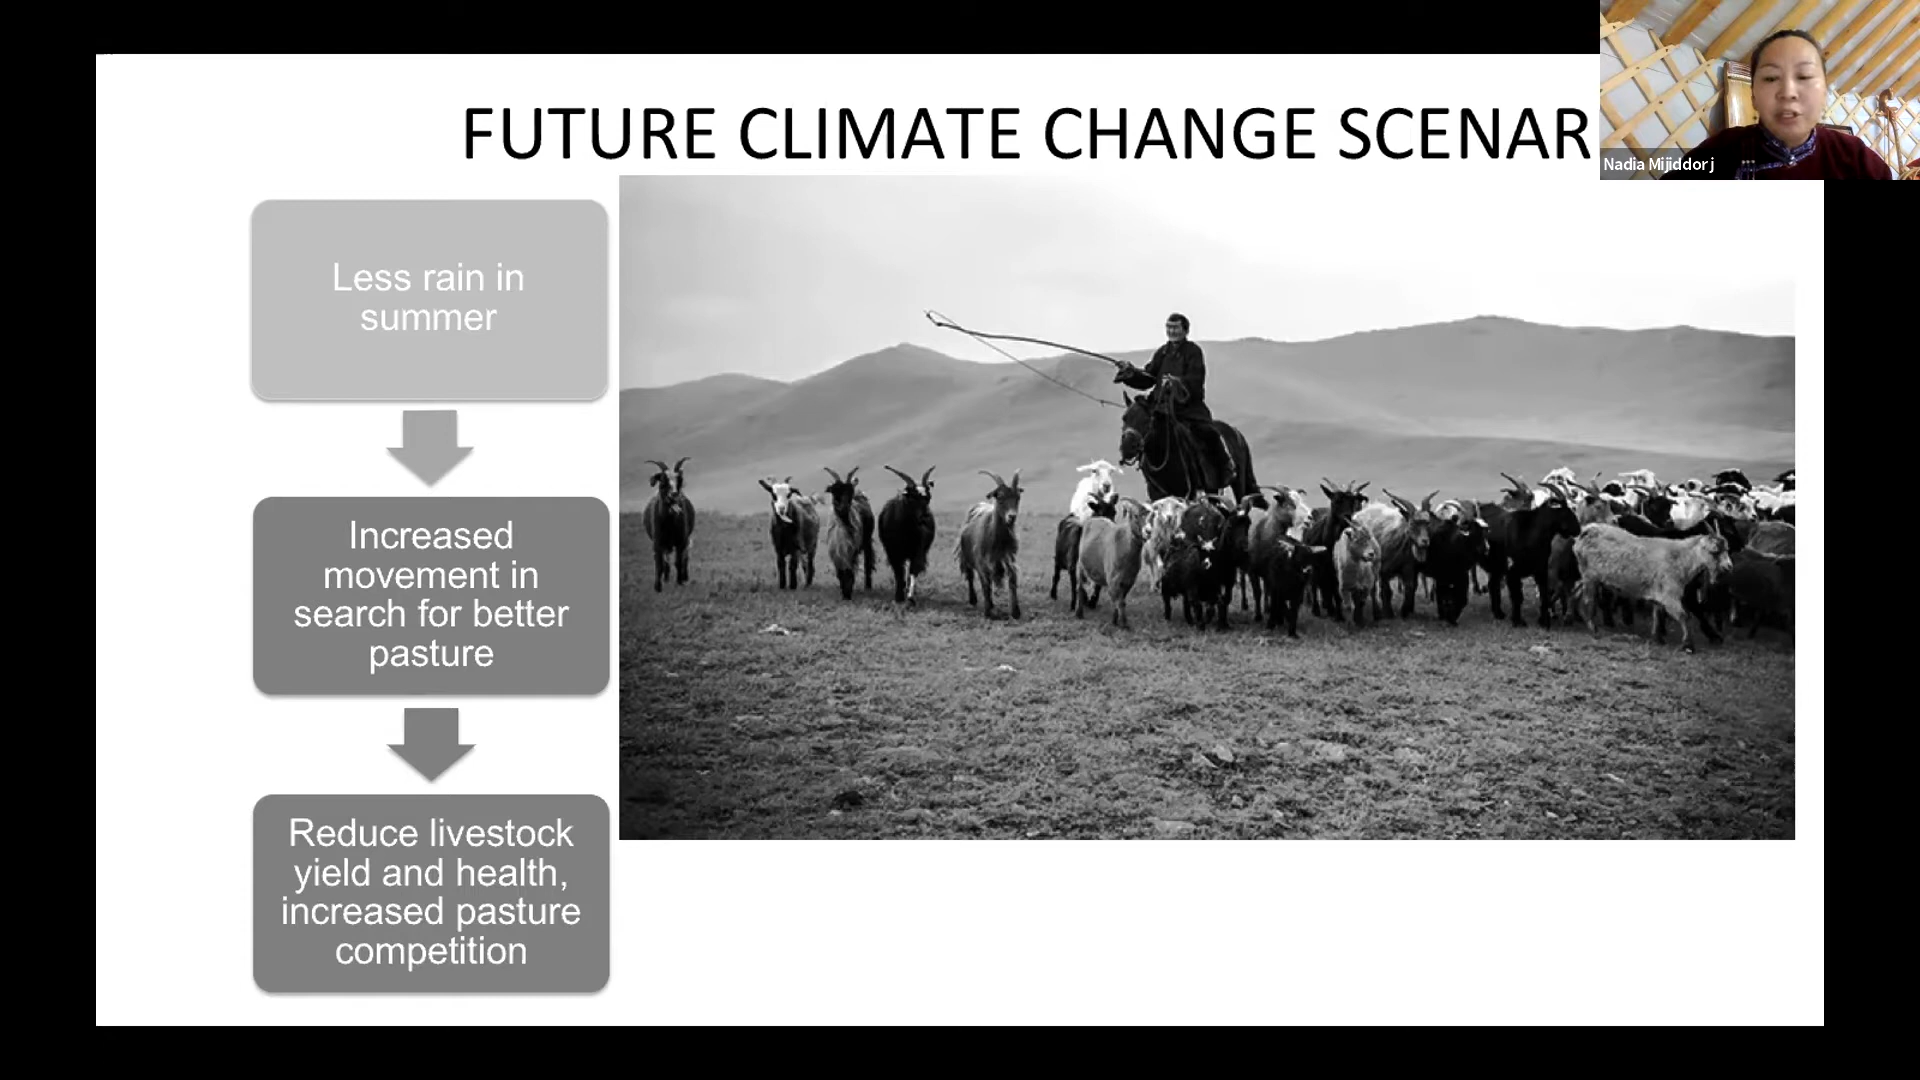 FUTURE CLIMATE CHANGE SCENAR
Nadia Mijiddorj
Less rain in
summer
Increased
movement in
search for better
pasture
Reduce livestock
yield and health,
increased pasture
competition